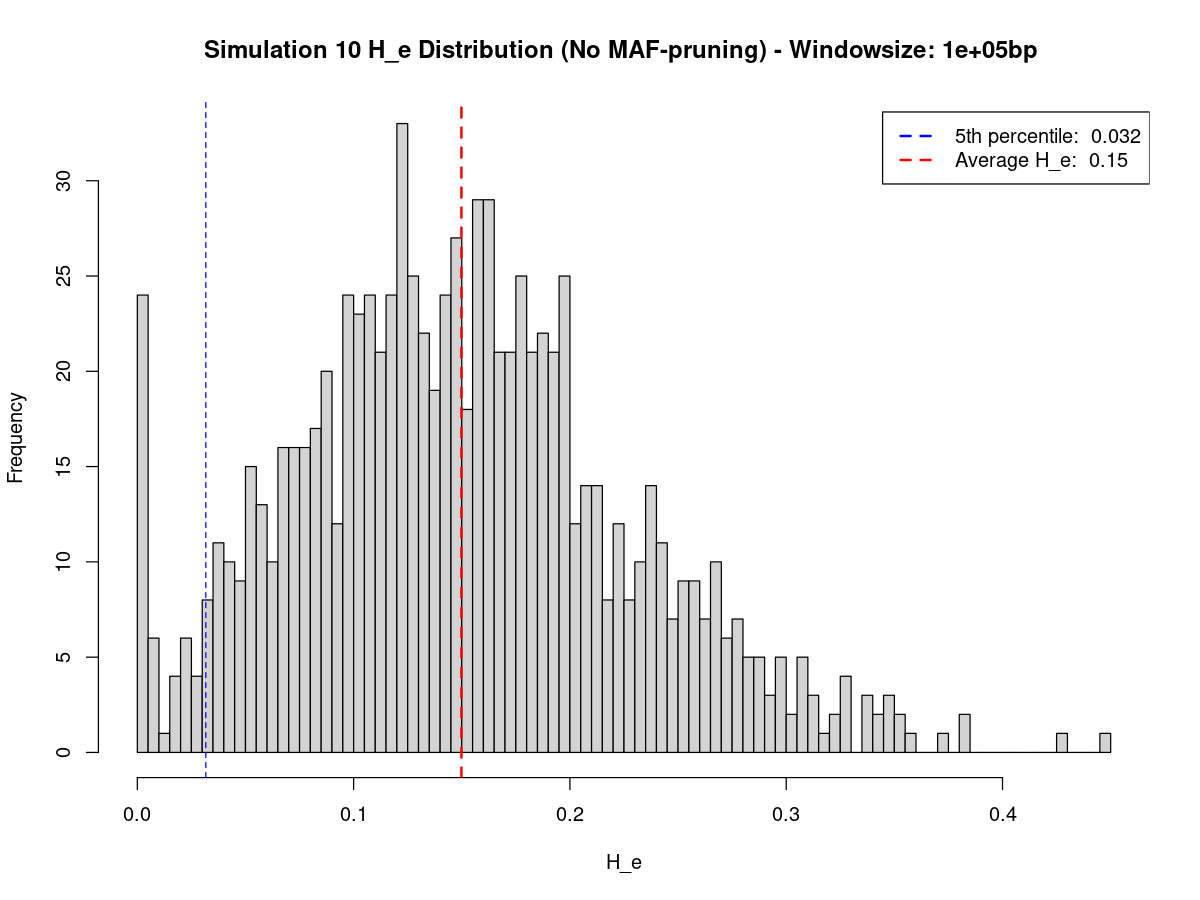 Simulation 10 H_e Distribution (No MAF-pruning) - Windowsize: 1e+05bp
5th percentile:  0.032
Average H_e:  0.15
Frequency
30
25
20
15
10
5
0
0.0 0.1 0.2 0.3 0.4
H_e